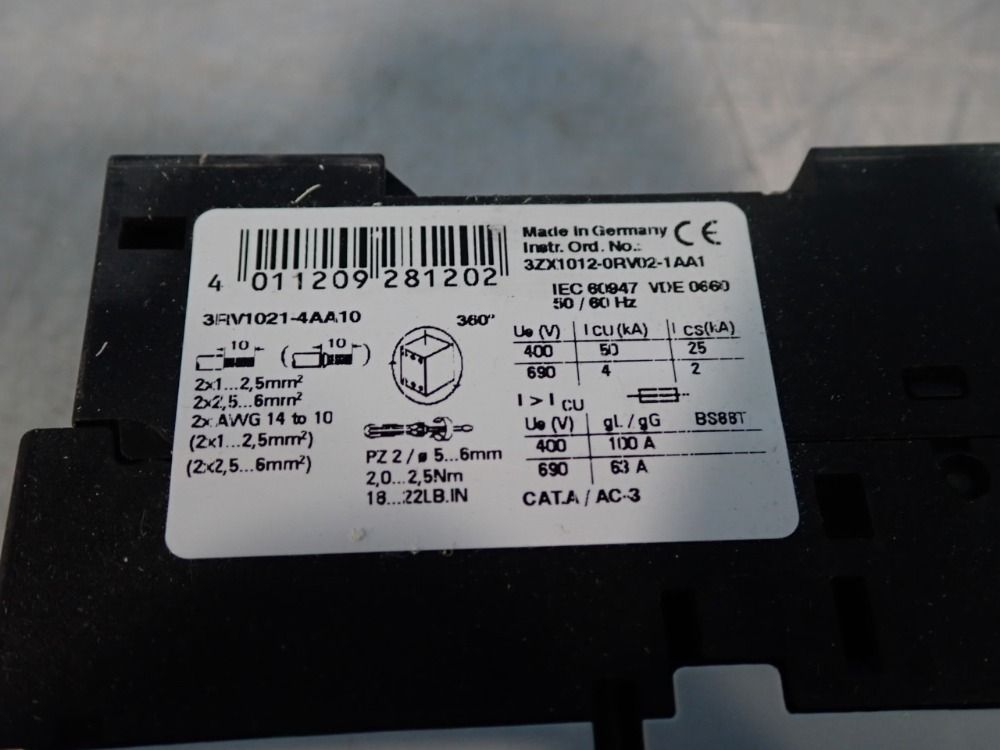 4 011209 281202
Made in Germany CE
Instr. Ord. No.:
3ZX1012-0RV02-1AA1
IEC 60947 VDE 0660
50 / 60 Hz
3RV1021-4AA10
360°
10 ( 10 )
2x1...2,5mm²
2x2,5...6mm²
2x AWG 14 to 10
(2x1...2,5mm²)
(2x2,5...6mm²)
PZ 2 / ø 5...6mm
2,0...2,5Nm
18...22LB.IN
Ue (V) ICU(kA) ICS(kA)
400 50 25
690 4 2
I > ICU
Ue (V) gL / gG BS88T
400 100 A
690 63 A
CAT.A / AC-3